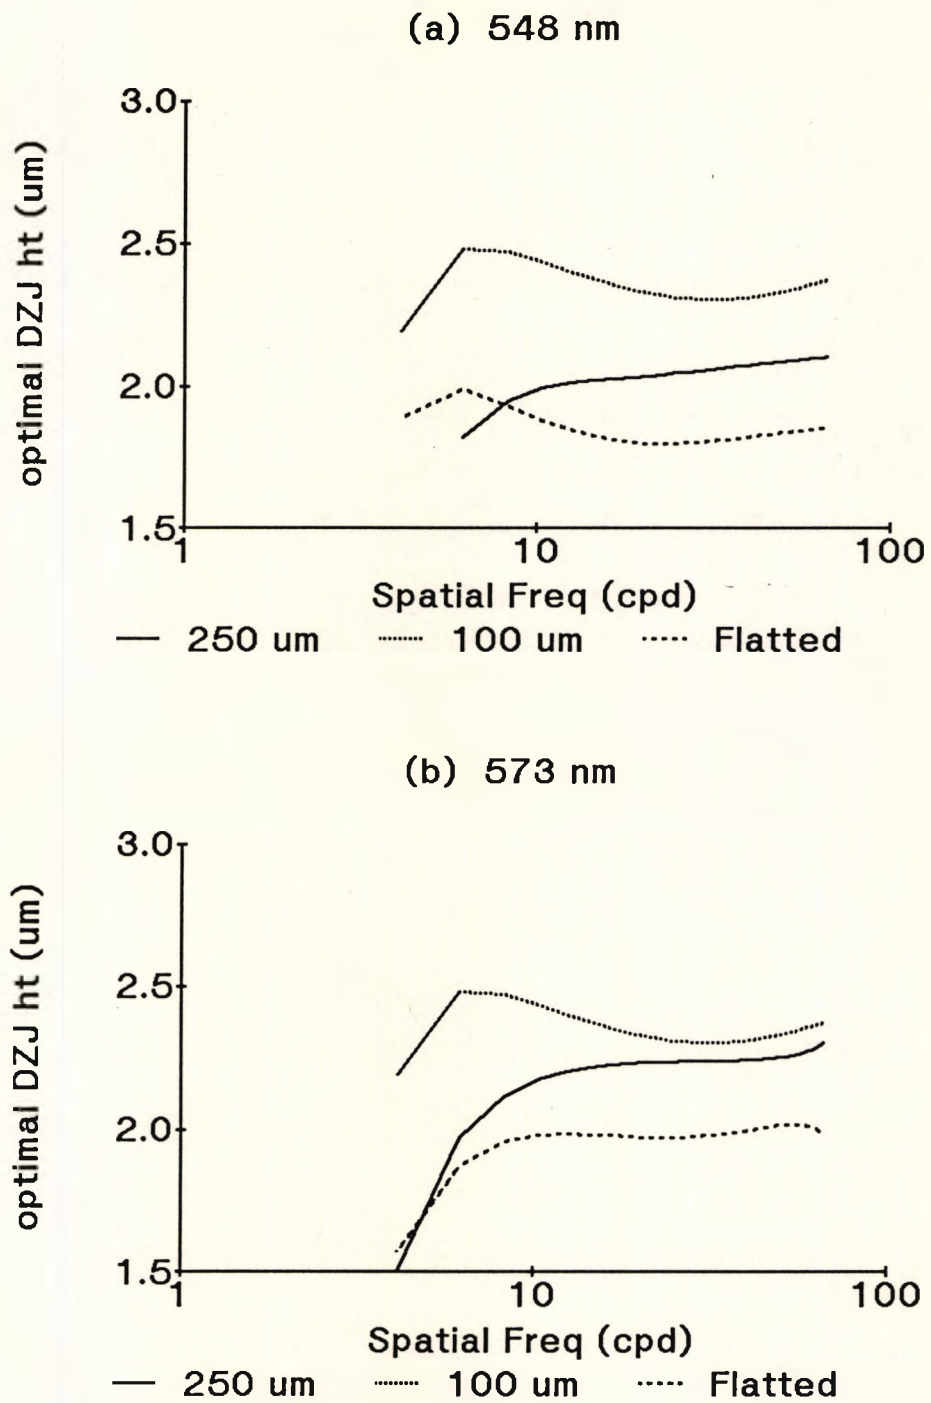 (a) 548 nm
optimal DZJ ht (um)
3.0
2.5
2.0
1.5
1 10 100
Spatial Freq (cpd)
250 um 100 um Flatted
(b) 573 nm
optimal DZJ ht (um)
3.0
2.5
2.0
1.5
1 10 100
Spatial Freq (cpd)
250 um 100 um Flatted